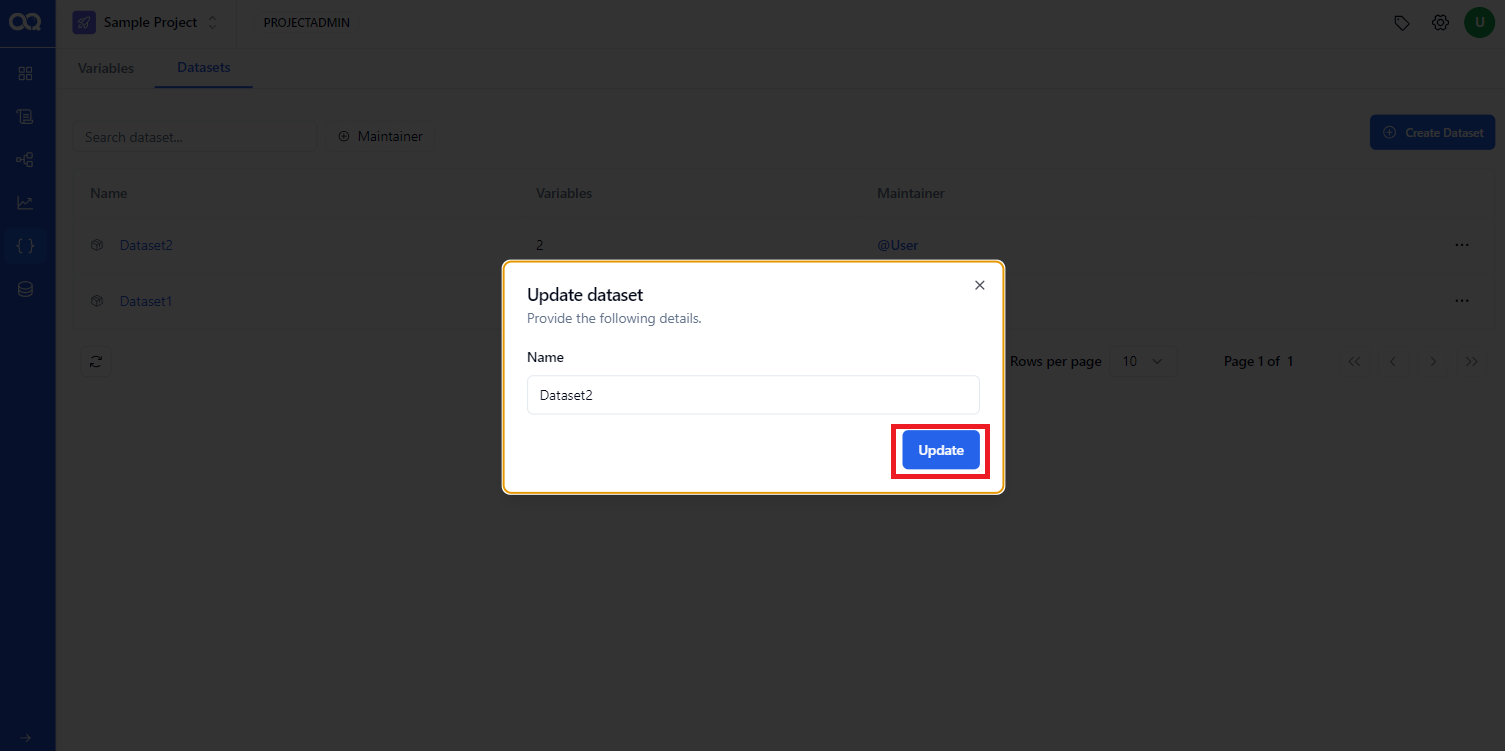 Sample Project
PROJECTADMIN
U
Variables
Datasets
Search dataset...
Maintainer
Create Dataset
Name
Variables
Maintainer
Dataset2
2
@User
Dataset1
Update dataset
Provide the following details.
Name
Dataset2
Update
Rows per page
10
Page 1 of 1